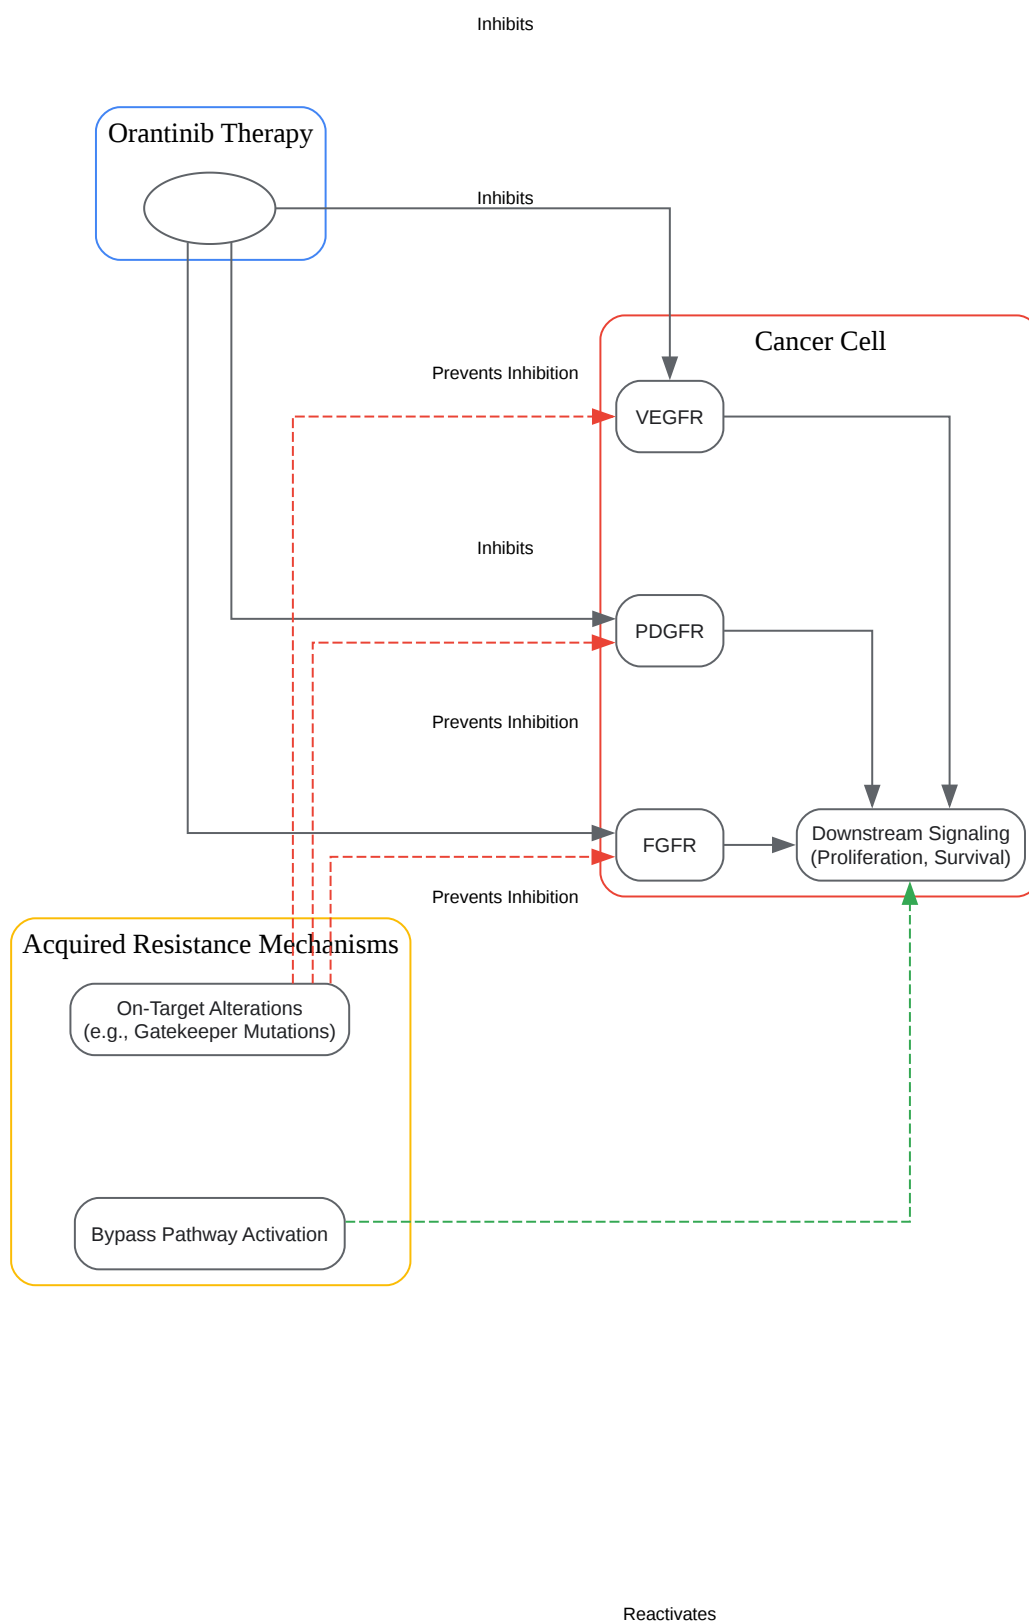 Inhibits
Orantinib Therapy
Inhibits
Cancer Cell
Prevents Inhibition
VEGFR
Inhibits
PDGFR
Prevents Inhibition
Downstream Signaling
(Proliferation, Survival)
FGFR
Prevents Inhibition
Acquired Resistance Mechanisms
On-Target Alterations
(e.g., Gatekeeper Mutations)
Bypass Pathway Activation
Reactivates